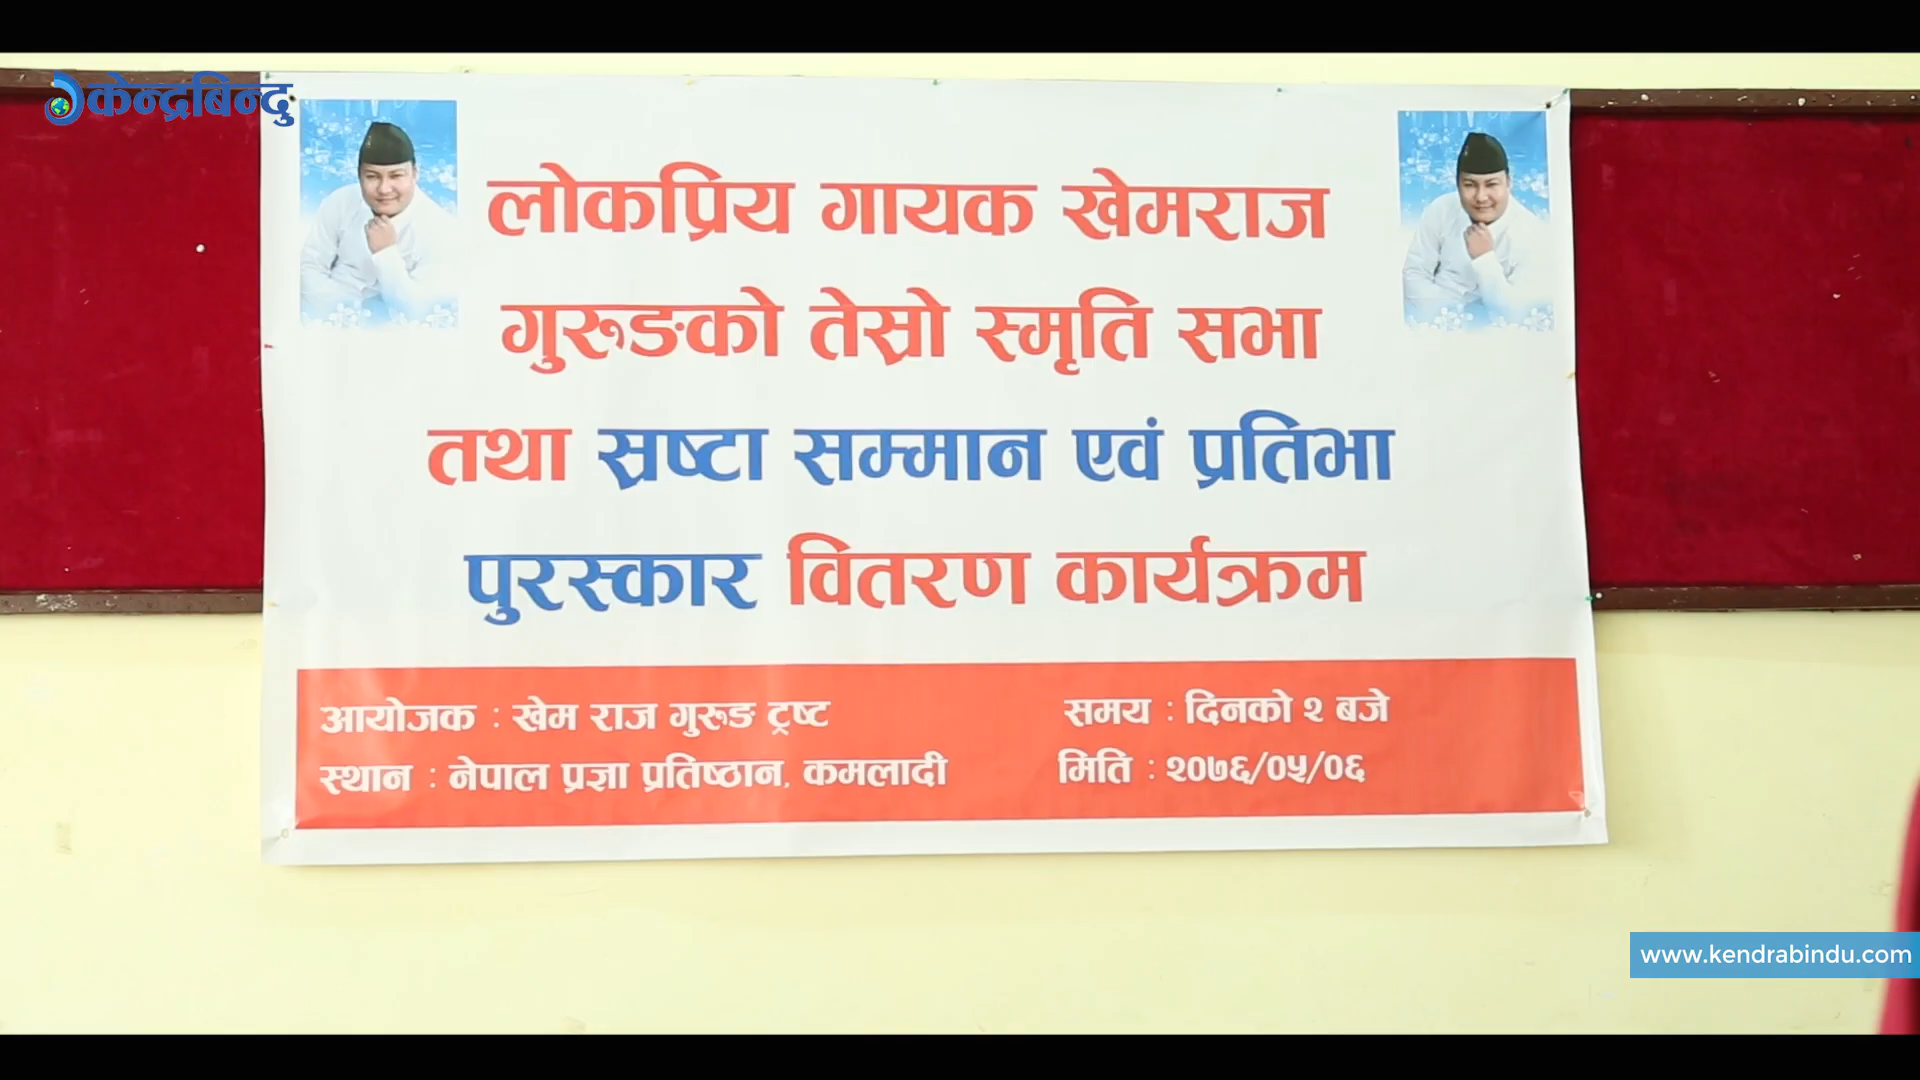 केन्द्रबिन्दु
लोकप्रिय गायक खेमराज
गुरुङको तेस्रो स्मृति सभा
तथा स्रष्टा सम्मान एवं प्रतिभा
पुरस्कार वितरण कार्यक्रम
आयोजक : खेम राज गुरुङ ट्रष्ट
समय : दिनको २ बजे
स्थान : नेपाल प्रज्ञा प्रतिष्ठान, कमलादी
मिति : २०७६/०५/०६
www.kendrabindu.com